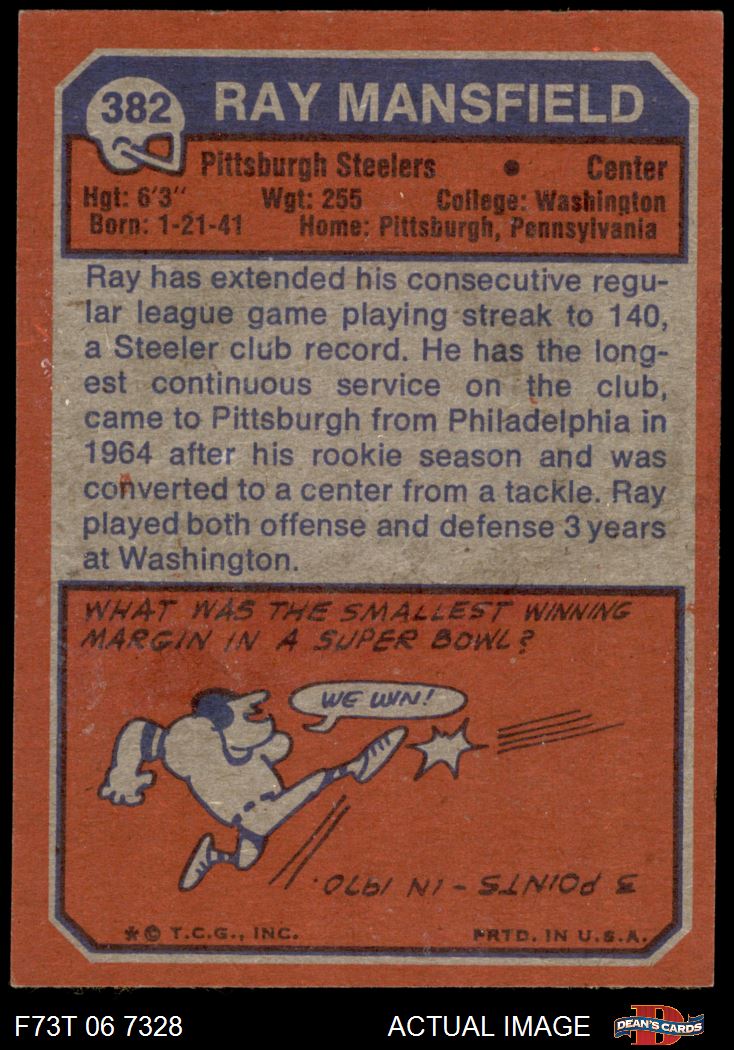 382 RAY MANSFIELD
Pittsburgh Steelers • Center
Hgt: 6'3" Wgt: 255 College: Washington
Born: 1-21-41 Home: Pittsburgh, Pennsylvania
Ray has extended his consecutive regu-
lar league game playing streak to 140,
a Steeler club record. He has the long-
est continuous service on the club,
came to Pittsburgh from Philadelphia in
1964 after his rookie season and was
converted to a center from a tackle. Ray
played both offense and defense 3 years
at Washington.
WHAT WAS THE SMALLEST WINNING
MARGIN IN A SUPER BOWL?
WE WIN!
3 POINTS - IN 1970.
* © T.C.G., INC. PRTD. IN U.S.A.
F73T 06 7328 ACTUAL IMAGE D DEAN'S CARDS